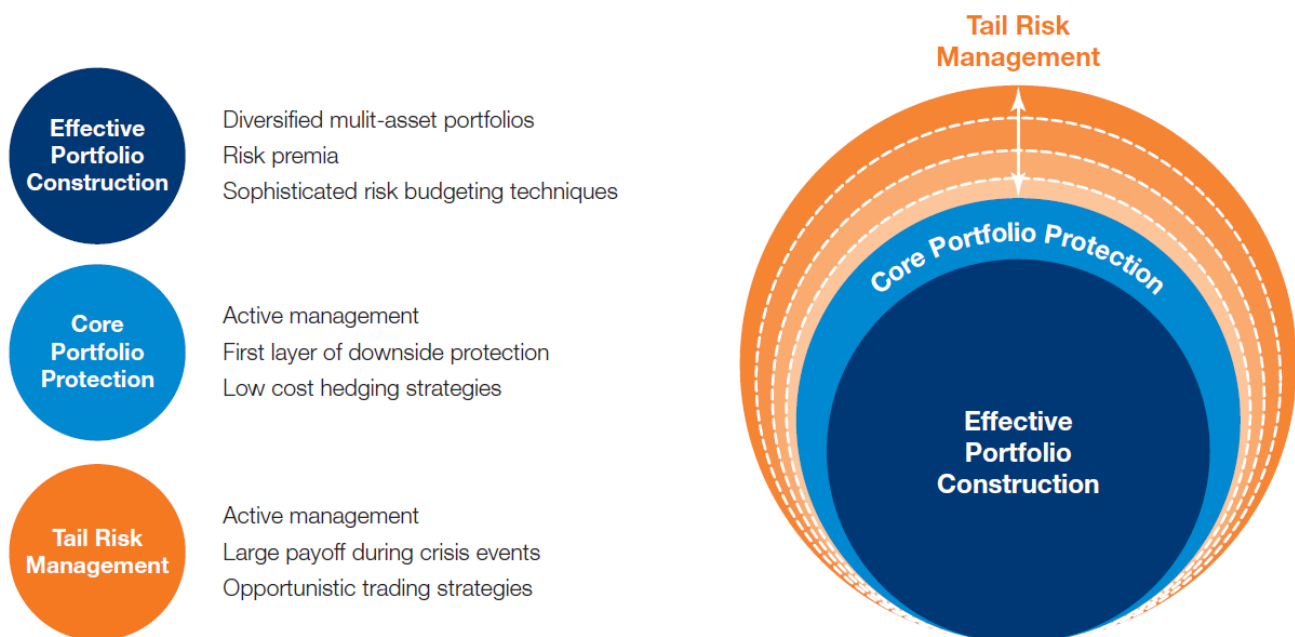 Effective
Portfolio
Construction
Diversified mulit-asset portfolios
Risk premia
Sophisticated risk budgeting techniques
Core
Portfolio
Protection
Active management
First layer of downside protection
Low cost hedging strategies
Tail Risk
Management
Active management
Large payoff during crisis events
Opportunistic trading strategies
Tail Risk
Management
Core Portfolio Protection
Effective
Portfolio
Construction